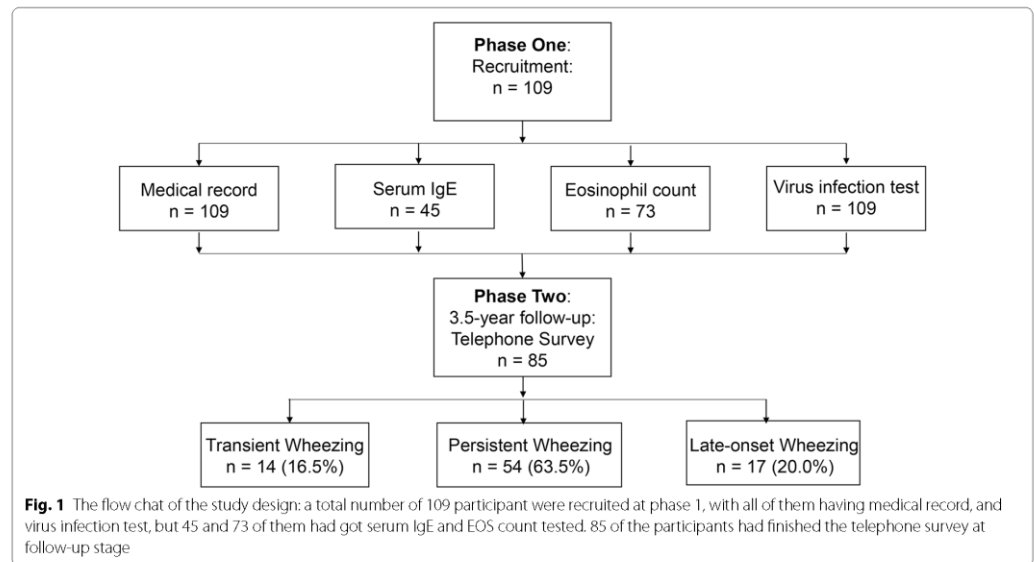 Phase One:
Recruitment:
n = 109
Medical record
n = 109
Serum IgE
n = 45
Eosinophil count
n = 73
Virus infection test
n = 109
Phase Two:
3.5-year follow-up:
Telephone Survey
n = 85
Transient Wheezing
n = 14 (16.5%)
Persistent Wheezing
n = 54 (63.5%)
Late-onset Wheezing
n = 17 (20.0%)
Fig. 1 The flow chat of the study design: a total number of 109 participant were recruited at phase 1, with all of them having medical record, and
virus infection test, but 45 and 73 of them had got serum IgE and EOS count tested. 85 of the participants had finished the telephone survey at
follow-up stage